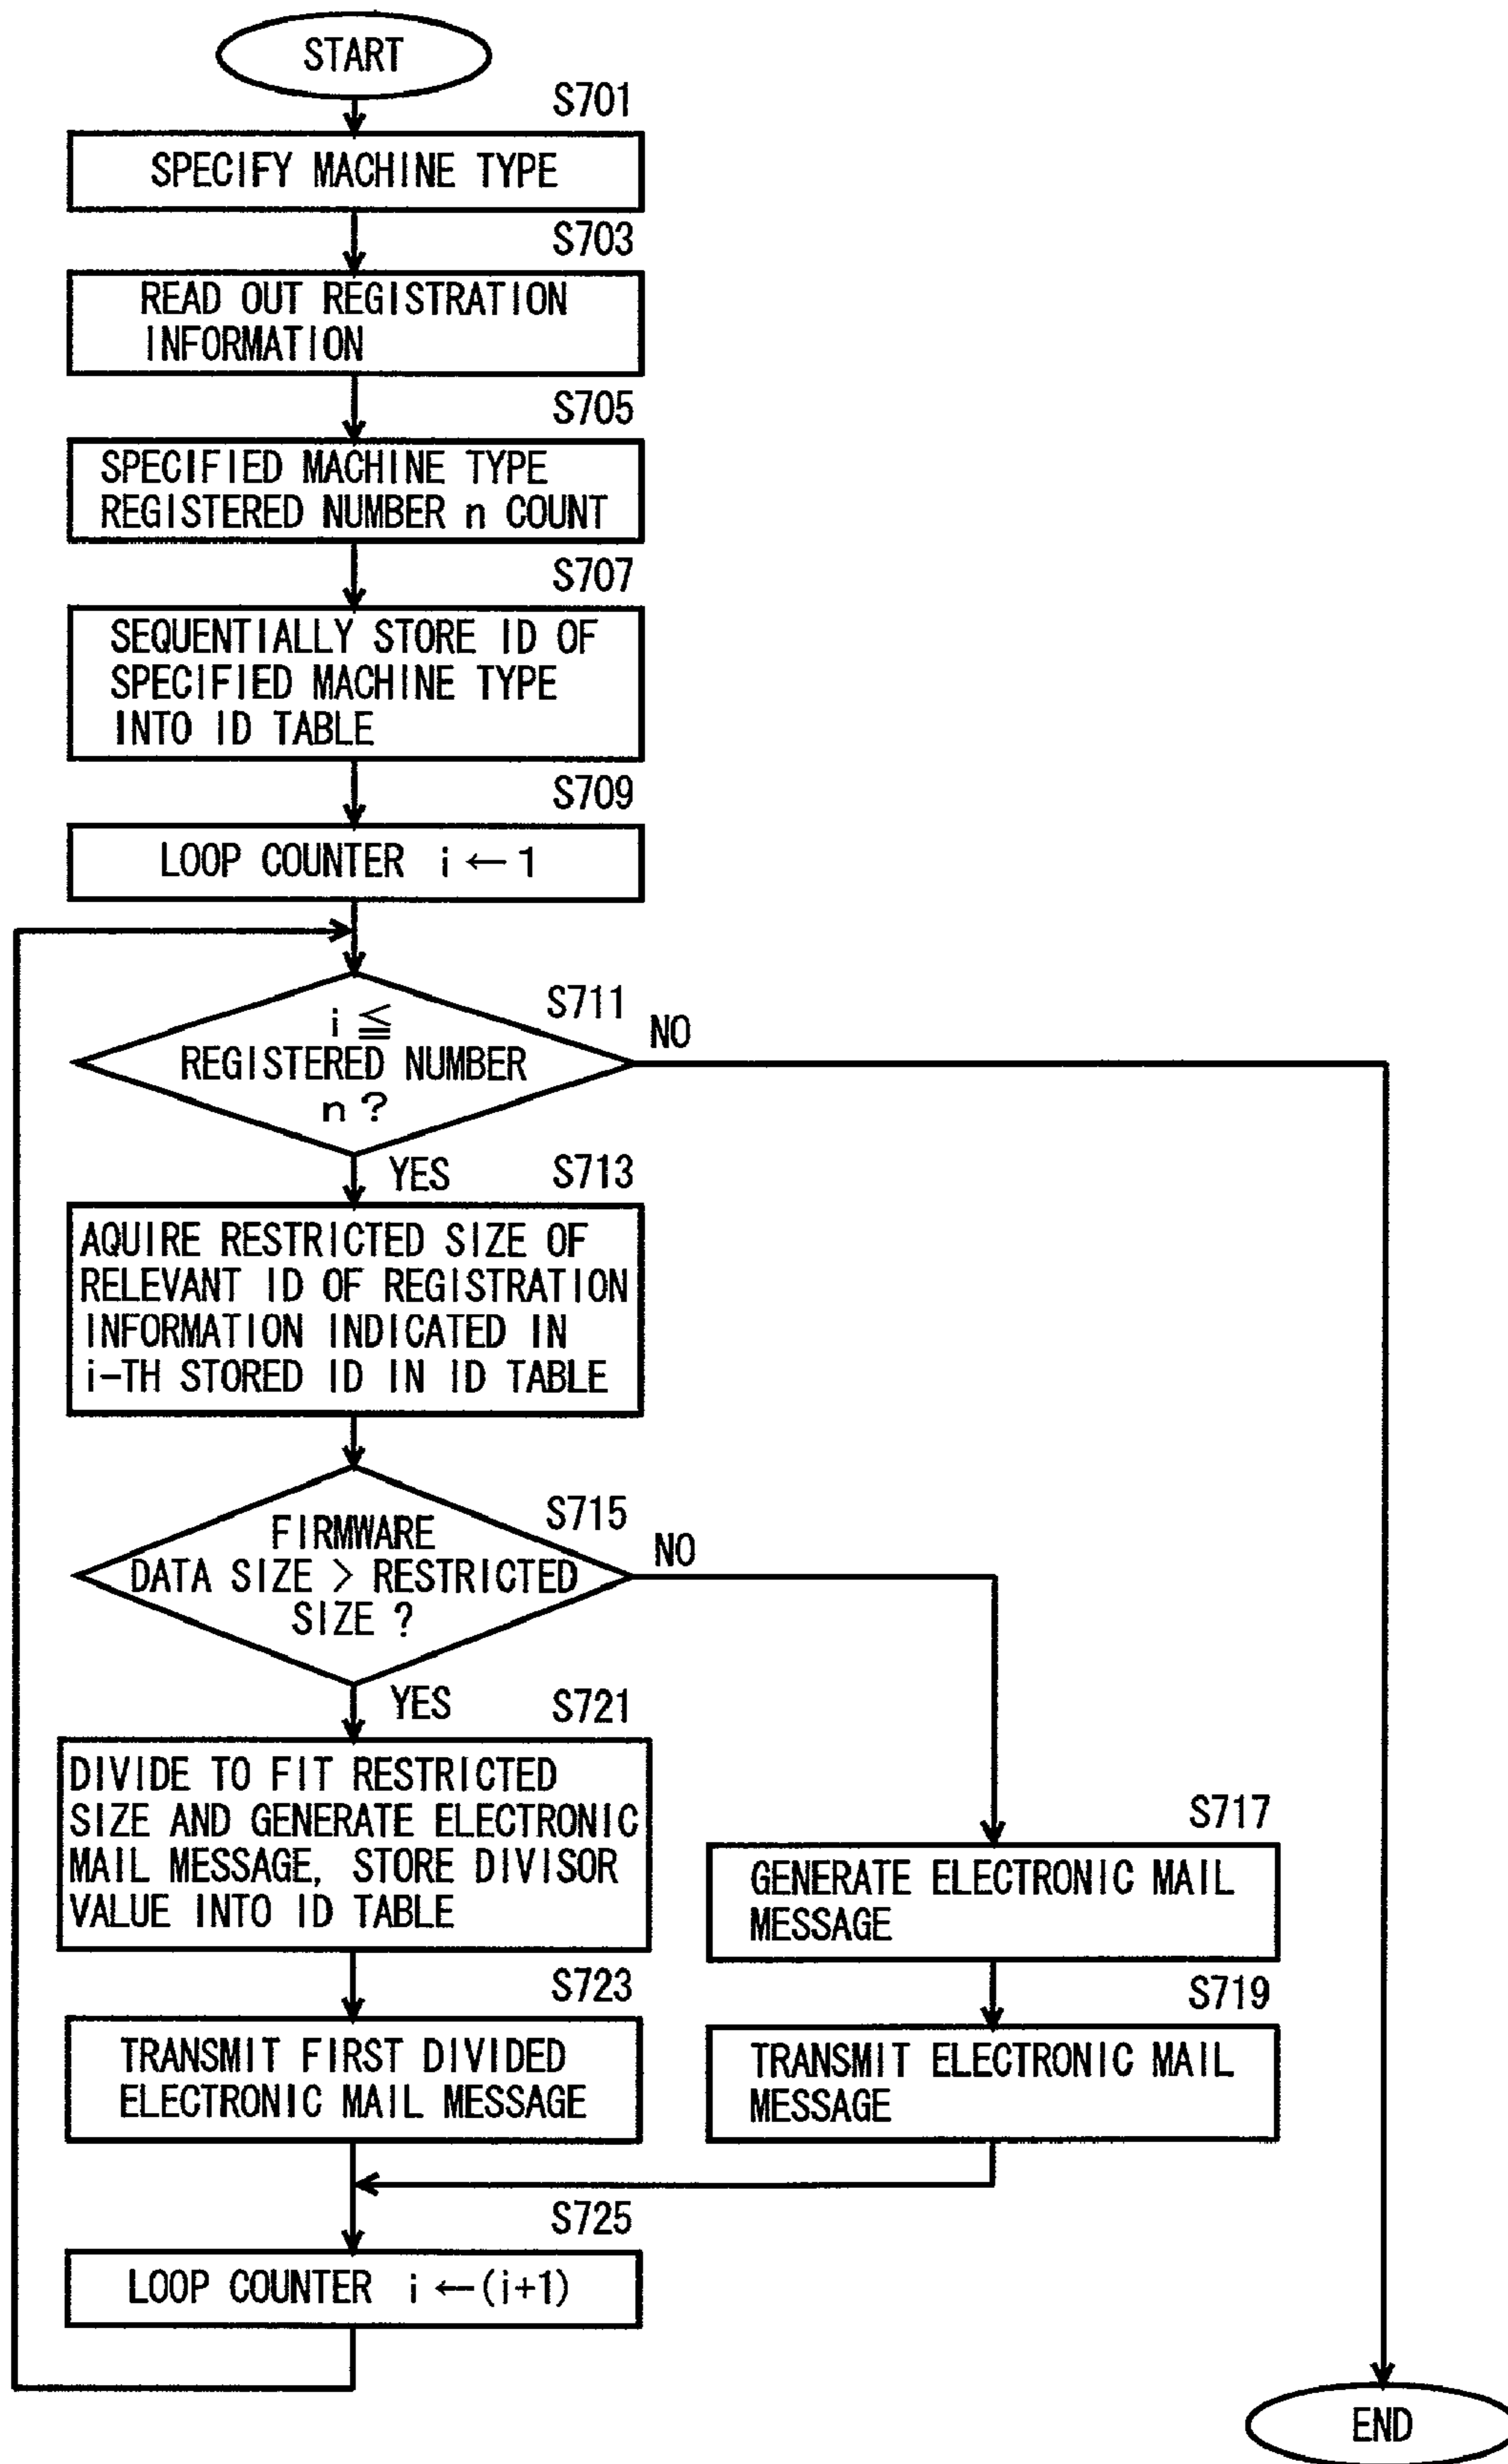 START
S701
SPECIFY MACHINE TYPE
S703
READ OUT REGISTRATION
INFORMATION
S705
SPECIFIED MACHINE TYPE
REGISTERED NUMBER n COUNT
S707
SEQUENTIALLY STORE ID OF
SPECIFIED MACHINE TYPE
INTO ID TABLE
S709
LOOP COUNTER i ← 1
S711
i ≦
REGISTERED NUMBER
n ?
NO
YES
S713
AQUIRE RESTRICTED SIZE OF
RELEVANT ID OF REGISTRATION
INFORMATION INDICATED IN
i-TH STORED ID IN ID TABLE
S715
FIRMWARE
DATA SIZE > RESTRICTED
SIZE ?
NO
YES
S721
DIVIDE TO FIT RESTRICTED
SIZE AND GENERATE ELECTRONIC
MAIL MESSAGE, STORE DIVISOR
VALUE INTO ID TABLE
S717
GENERATE ELECTRONIC MAIL
MESSAGE
S723
TRANSMIT FIRST DIVIDED
ELECTRONIC MAIL MESSAGE
S719
TRANSMIT ELECTRONIC MAIL
MESSAGE
S725
LOOP COUNTER i ← (i+1)
END